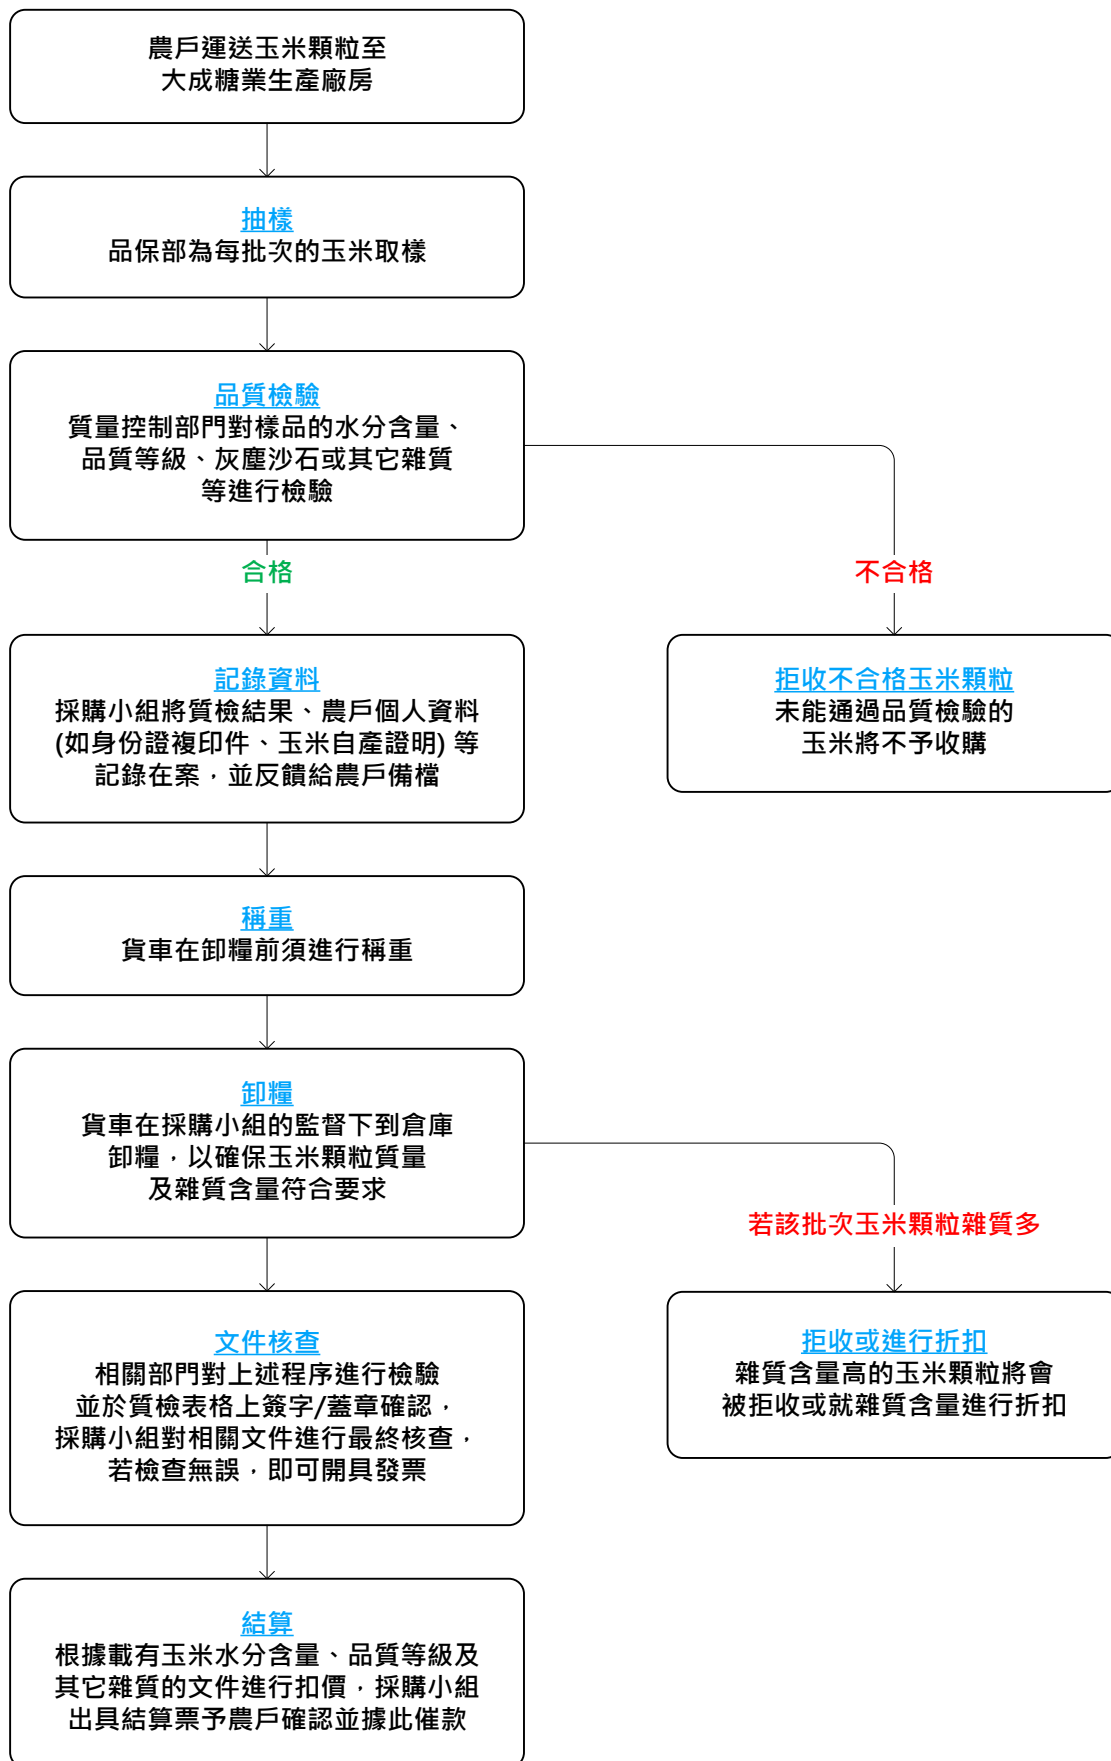 農戶運送玉米顆粒至
大成糖業生產廠房
抽樣
品保部為每批次的玉米取樣
品質檢驗
質量控制部門對樣品的水分含量、
品質等級、灰塵沙石或其它雜質
等進行檢驗
合格
不合格
記錄資料
採購小組將質檢結果、農戶個人資料
(如身份證複印件、玉米自產證明) 等
記錄在案，並反饋給農戶備檔
拒收不合格玉米顆粒
未能通過品質檢驗的
玉米將不予收購
稱重
貨車在卸糧前須進行稱重
卸糧
貨車在採購小組的監督下到倉庫
卸糧，以確保玉米顆粒質量
及雜質含量符合要求
若該批次玉米顆粒雜質多
拒收或進行折扣
雜質含量高的玉米顆粒將會
被拒收或就雜質含量進行折扣
文件核查
相關部門對上述程序進行檢驗
並於質檢表格上簽字/蓋章確認，
採購小組對相關文件進行最終核查，
若檢查無誤，即可開具發票
結算
根據載有玉米水分含量、品質等級及
其它雜質的文件進行扣價，採購小組
出具結算票予農戶確認並據此催款